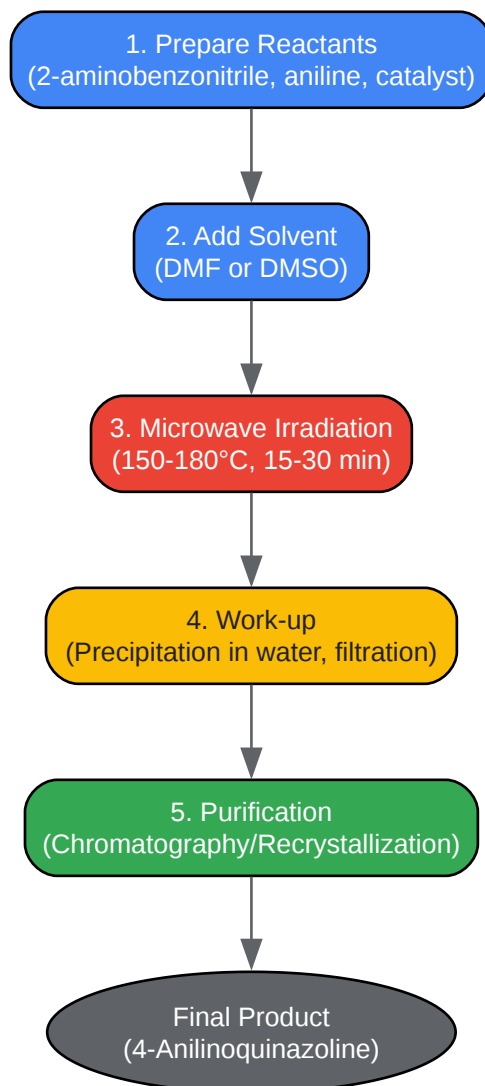 1. Prepare Reactants
(2-aminobenzonitrile, aniline, catalyst)
2. Add Solvent
(DMF or DMSO)
3. Microwave Irradiation
(150-180°C, 15-30 min)
4. Work-up
(Precipitation in water, filtration)
5. Purification
(Chromatography/Recrystallization)
Final Product
(4-Anilinoquinazoline)